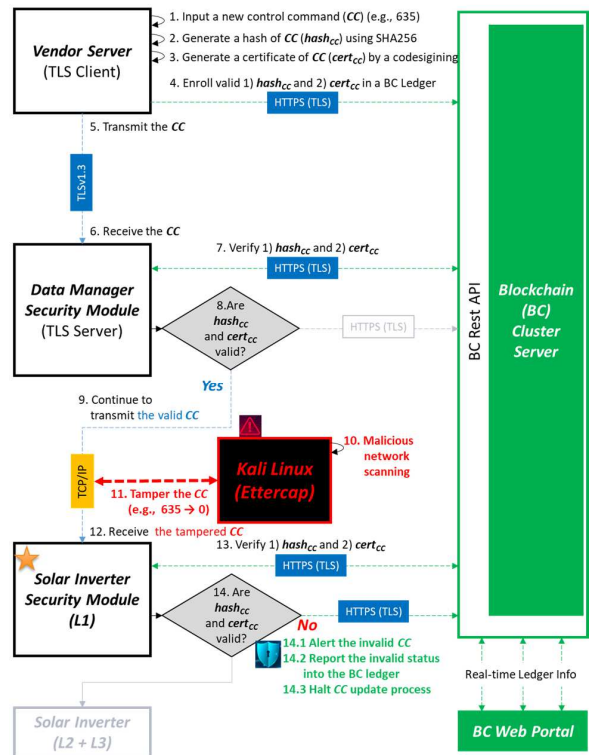 1. Input a new control command (CC) (e.g., 635)
2. Generate a hash of CC (hashcc) using SHA256
3. Generate a certificate of CC (certcc) by a codesigining
Vendor Server
(TLS Client)
4. Enroll valid 1) hashcc and 2) certcc in a BC Ledger
HTTPS (TLS)
5. Transmit the CC
TLSv1.3
6. Receive the CC
7. Verify 1) hashcc and 2) certcc
HTTPS (TLS)
Data Manager
Security Module
(TLS Server)
8.Are
hashcc
and certcc
valid?
HTTPS (TLS)
BC Rest API
Blockchain
(BC)
Cluster
Server
Yes
9. Continue to
transmit the valid CC
TCP/IP
Kali Linux
(Ettercap)
10. Malicious
network
scanning
11. Tamper the CC
(e.g., 635 → 0)
12. Receive the tampered CC
13. Verify 1) hashcc and 2) certcc
HTTPS (TLS)
Solar Inverter
Security Module
(L1)
14. Are
hashcc
and certcc
valid?
No
HTTPS (TLS)
14.1 Alert the invalid CC
14.2 Report the invalid status
into the BC ledger
14.3 Halt CC update process
Real-time Ledger Info
Solar Inverter
(L2 + L3)
BC Web Portal